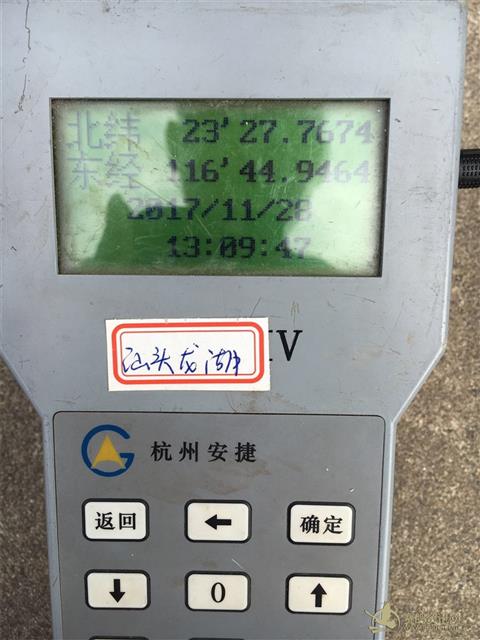 北纬 23'27.7674
东经 116'44.9464
2017/11/28
13:09:47
汕头龙湖
IV
杭州安捷
返回 ← 确定
↓ 0 ↑